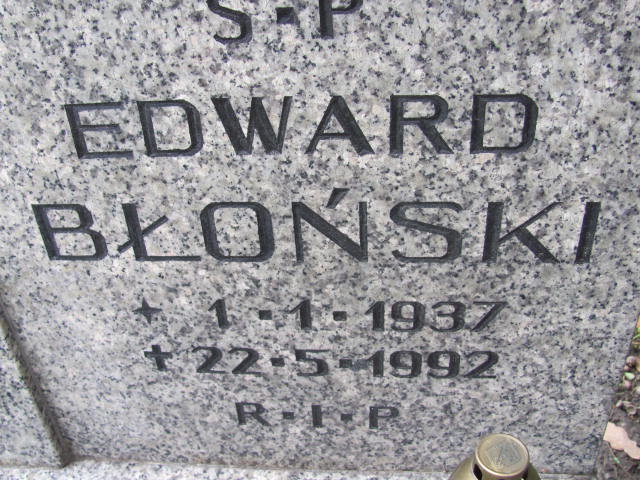 S·P
EDWARD
BŁOŃSKI
✦ 1·1·1937
✝ 22·5·1992
R·I·P